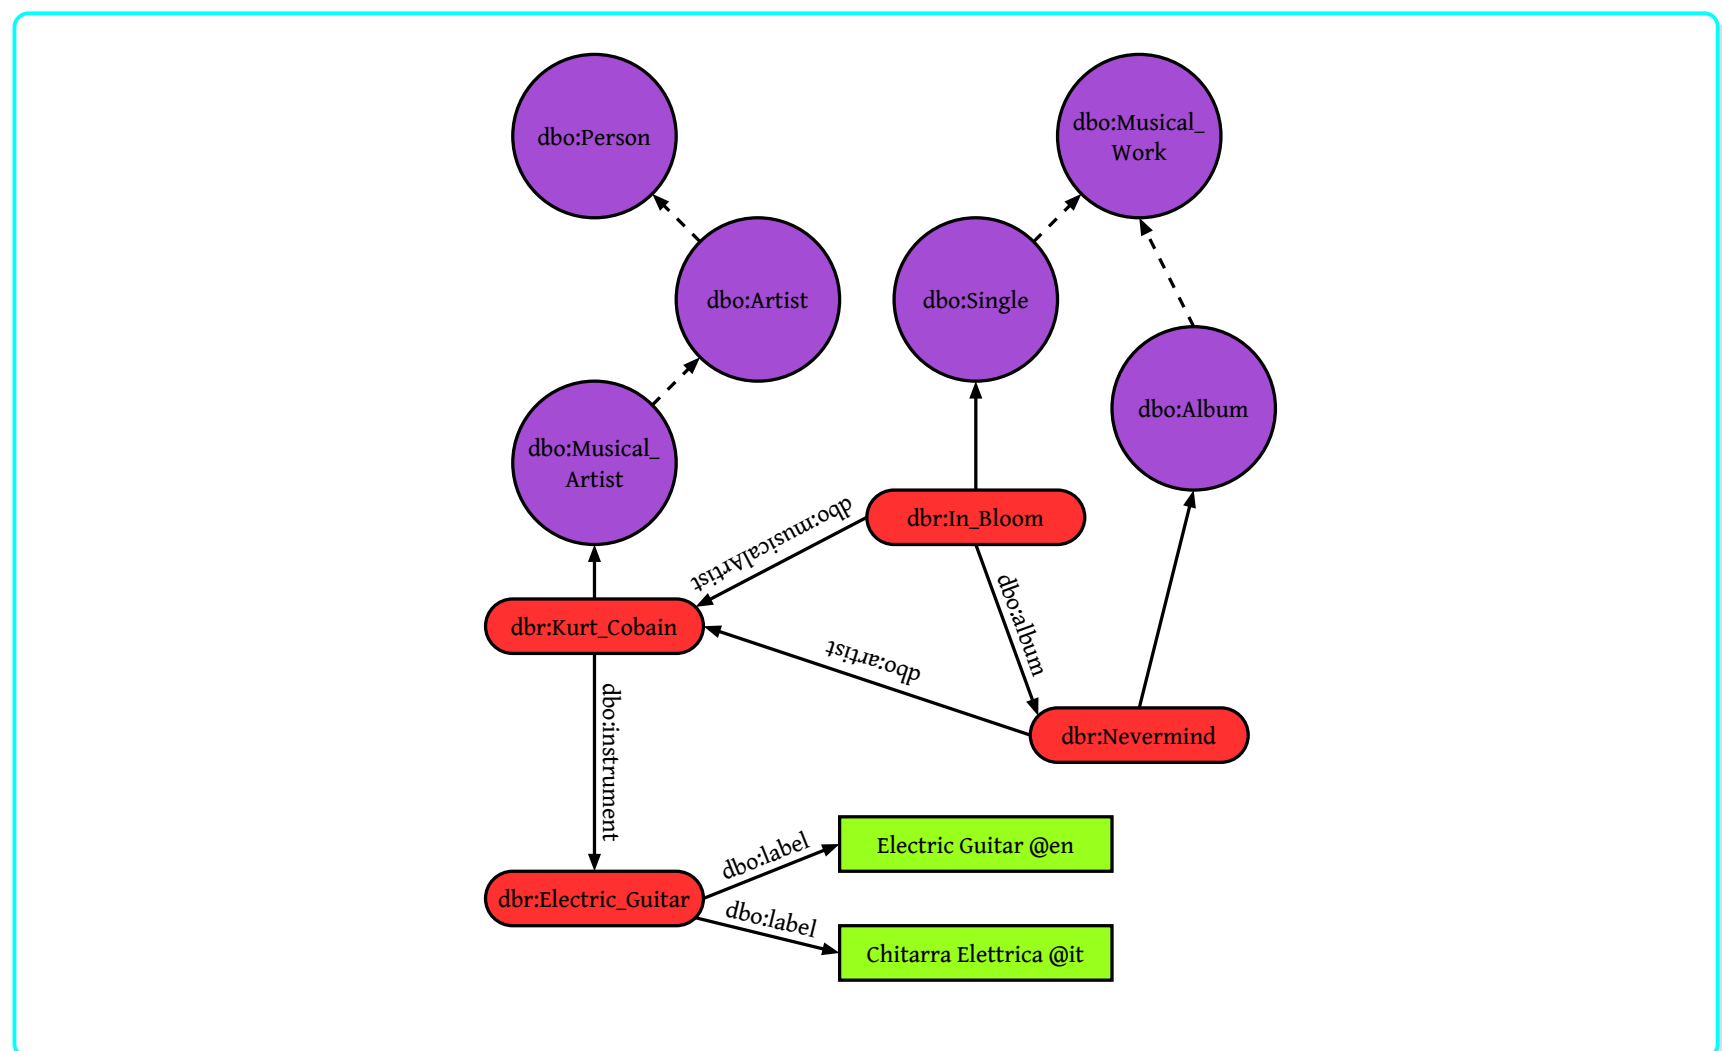 dbo:Person
dbo:Musical_
Work
dbo:Artist
dbo:Single
dbo:Album
dbo:Musical_
Artist
dbr:In_Bloom
dbo:musicalArtist
dbo:album
dbr:Kurt_Cobain
dbo:artist
dbo:instrument
dbr:Nevermind
dbo:label
Electric Guitar @en
dbr:Electric_Guitar
dbo:label
Chitarra Elettrica @it